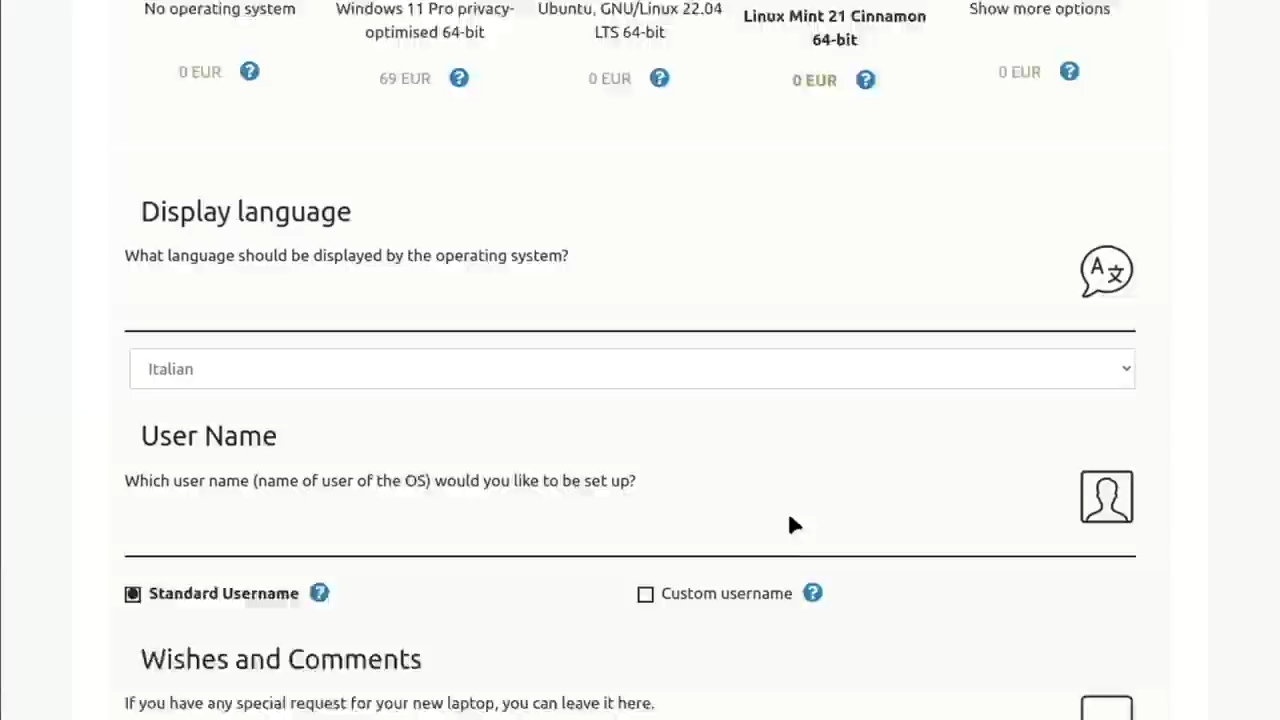 No operating system
Windows 11 Pro privacy-
optimised 64-bit
Ubuntu, GNU/Linux 22.04
LTS 64-bit
Linux Mint 21 Cinnamon
64-bit
Show more options
0 EUR ?
69 EUR ?
0 EUR ?
0 EUR ?
0 EUR ?
Display language
What language should be displayed by the operating system?
A文
Italian
User Name
Which user name (name of user of the OS) would you like to be set up?
Standard Username ?
Custom username ?
Wishes and Comments
If you have any special request for your new laptop, you can leave it here.